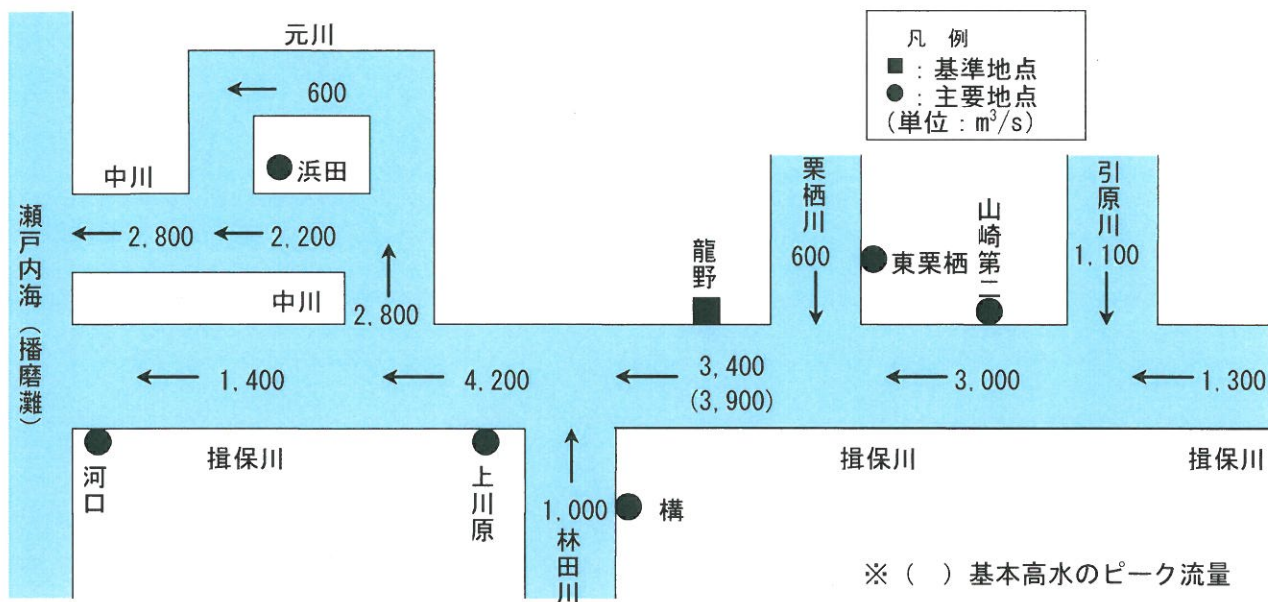 元川
凡 例
■：基準地点
●：主要地点
(単位：m³/s)
← 600
浜田
中川
栗栖川
引原川
瀬戸内海（播磨灘）
← 2,800
← 2,200
龍野
600
東栗栖
山崎第二
1,100
中川
2,800
← 1,400
← 4,200
← 3,400
(3,900)
← 3,000
← 1,300
揖保川
揖保川
揖保川
河口
上川原
1,000
構
林田川
※（ ）基本高水のピーク流量